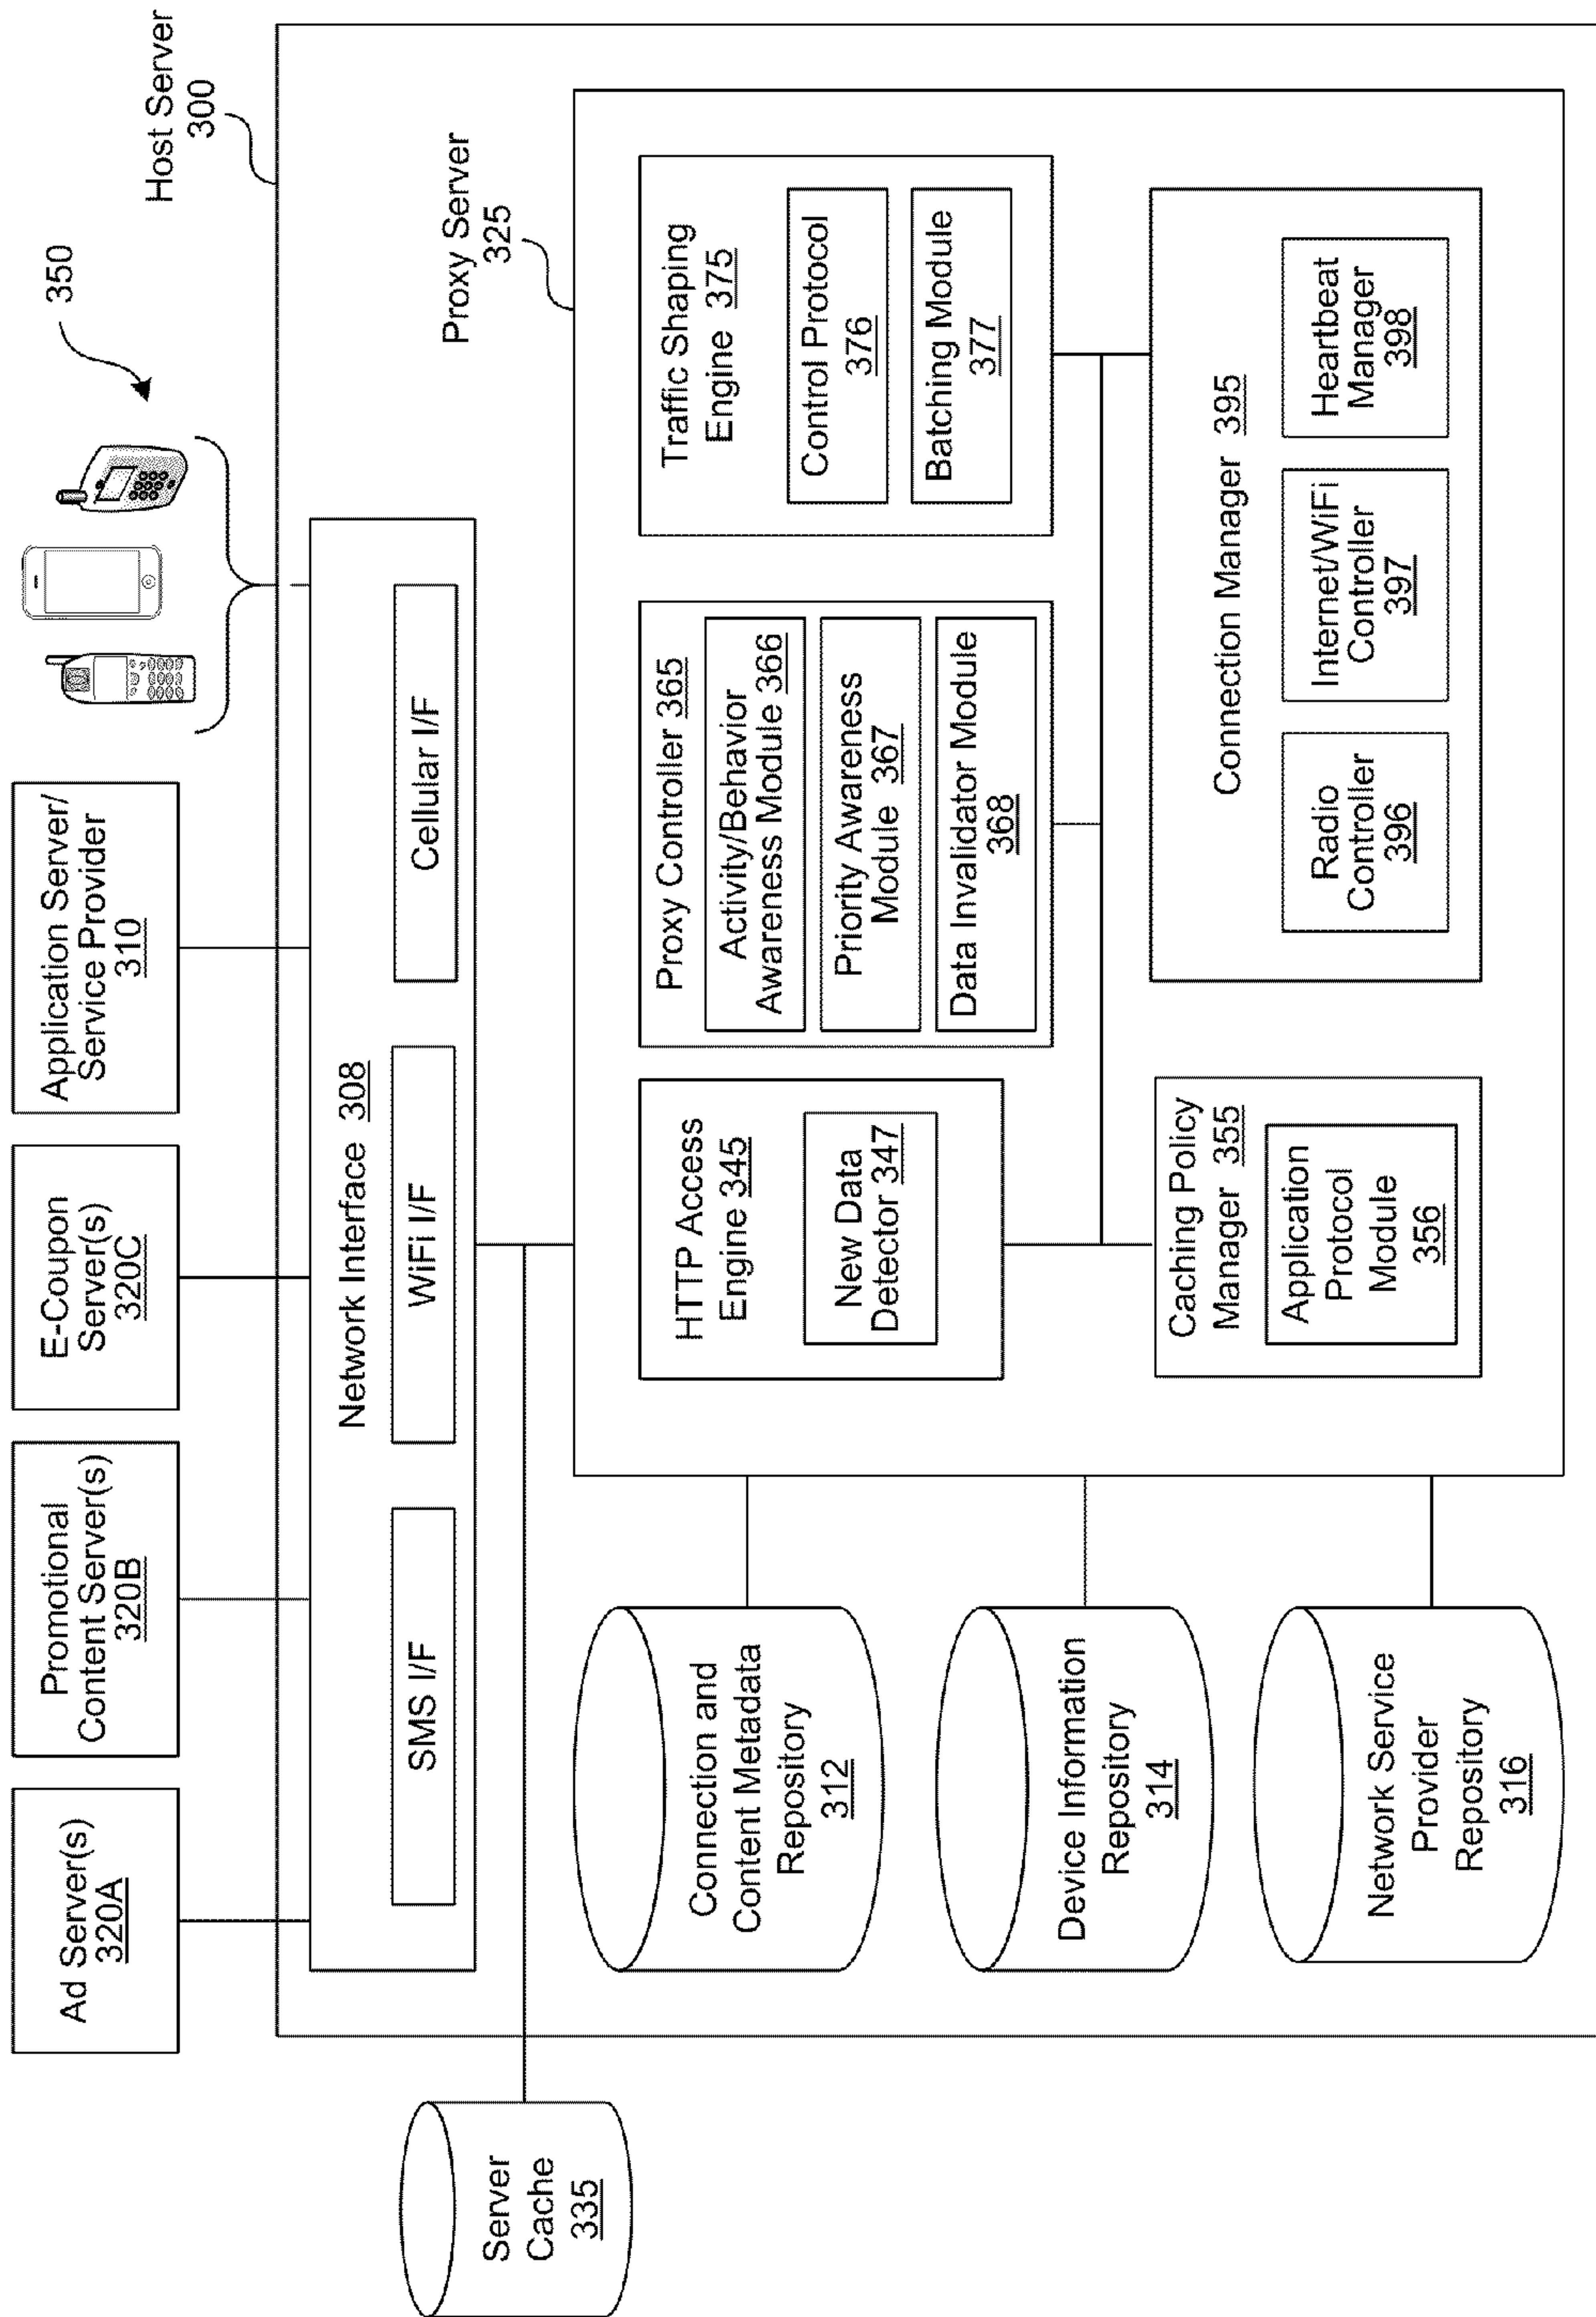 Ad Server(s)
320A
Promotional
Content Server(s)
320B
E-Coupon
Server(s)
320C
Application Server/
Service Provider
310
350
Host Server
300
Network Interface 308
SMS I/F
WiFi I/F
Cellular I/F
Server
Cache
335
Proxy Server
325
Connection and
Content Metadata
Repository
312
Device Information
Repository
314
Network Service
Provider
Repository
316
HTTP Access
Engine 345
New Data
Detector 347
Proxy Controller 365
Activity/Behavior
Awareness Module 366
Priority Awareness
Module 367
Data Invalidator Module
368
Traffic Shaping
Engine 375
Control Protocol
376
Batching Module
377
Caching Policy
Manager 355
Application
Protocol
Module
356
Connection Manager 395
Radio
Controller
396
Internet/WiFi
Controller
397
Heartbeat
Manager
398